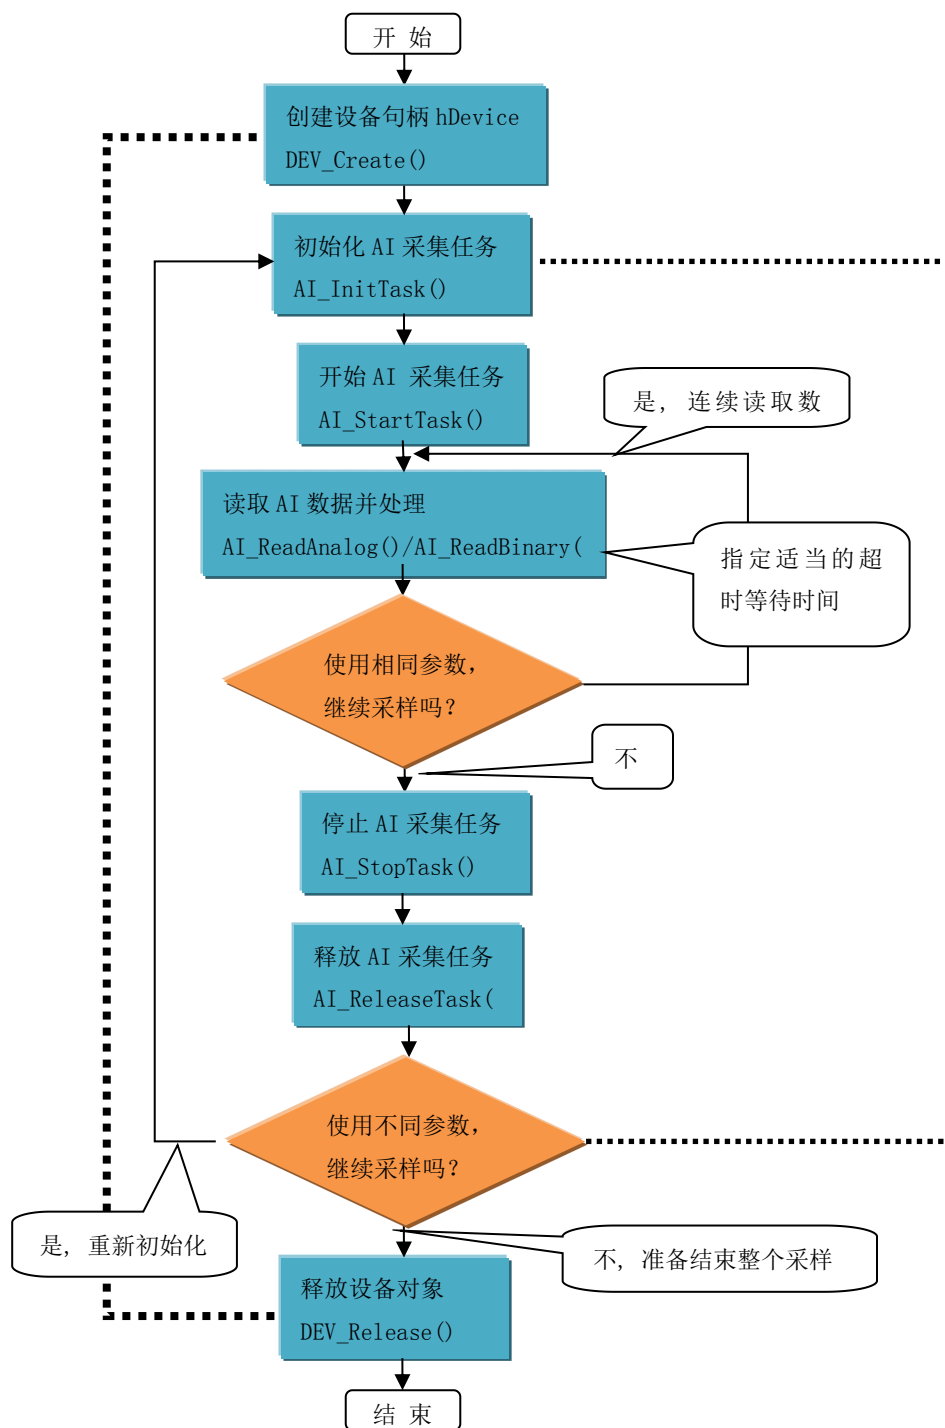 开 始
创建设备句柄 hDevice
DEV_Create()
初始化 AI 采集任务
AI_InitTask()
开始 AI 采集任务
AI_StartTask()
是, 连续读取数
读取 AI 数据并处理
AI_ReadAnalog()/AI_ReadBinary(
指定适当的超
时等待时间
使用相同参数,
继续采样吗?
不
停止 AI 采集任务
AI_StopTask()
释放 AI 采集任务
AI_ReleaseTask(
使用不同参数,
继续采样吗?
是, 重新初始化
不, 准备结束整个采样
释放设备对象
DEV_Release()
结 束